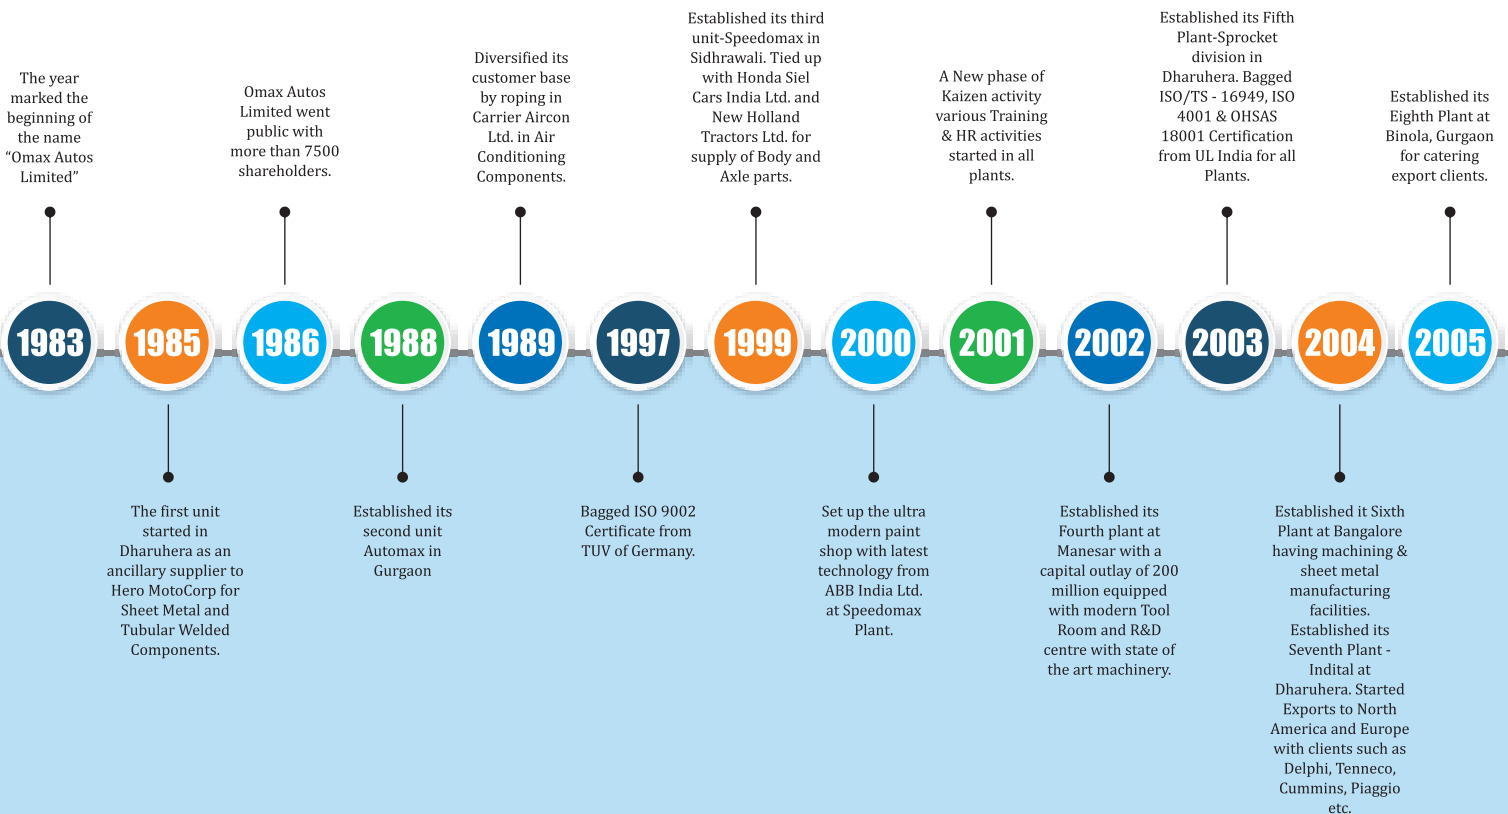 The year
marked the
beginning of
the name
“Omax Autos
Limited”
Omax Autos
Limited went
public with
more than 7500
shareholders.
Diversified its
customer base
by roping in
Carrier Aircon
Ltd. in Air
Conditioning
Components.
Established its third
unit-Speedomax in
Sidhrawali. Tied up
with Honda Siel
Cars India Ltd. and
New Holland
Tractors Ltd. for
supply of Body and
Axle parts.
A New phase of
Kaizen activity
various Training
& HR activities
started in all
plants.
Established its Fifth
Plant-Sprocket
division in
Dharuhera. Bagged
ISO/TS - 16949, ISO
4001 & OHSAS
18001 Certification
from UL India for all
Plants.
Established its
Eighth Plant at
Binola, Gurgaon
for catering
export clients.
1983
1985
1986
1988
1989
1997
1999
2000
2001
2002
2003
2004
2005
The first unit
started in
Dharuhera as an
ancillary supplier to
Hero MotoCorp for
Sheet Metal and
Tubular Welded
Components.
Established its
second unit
Automax in
Gurgaon
Bagged ISO 9002
Certificate from
TUV of Germany.
Set up the ultra
modern paint
shop with latest
technology from
ABB India Ltd.
at Speedomax
Plant.
Established its
Fourth plant at
Manesar with a
capital outlay of 200
million equipped
with modern Tool
Room and R&D
centre with state of
the art machinery.
Established it Sixth
Plant at Bangalore
having machining &
sheet metal
manufacturing
facilities.
Established its
Seventh Plant -
Indital at
Dharuhera. Started
Exports to North
America and Europe
with clients such as
Delphi, Tenneco,
Cummins, Piaggio
etc.